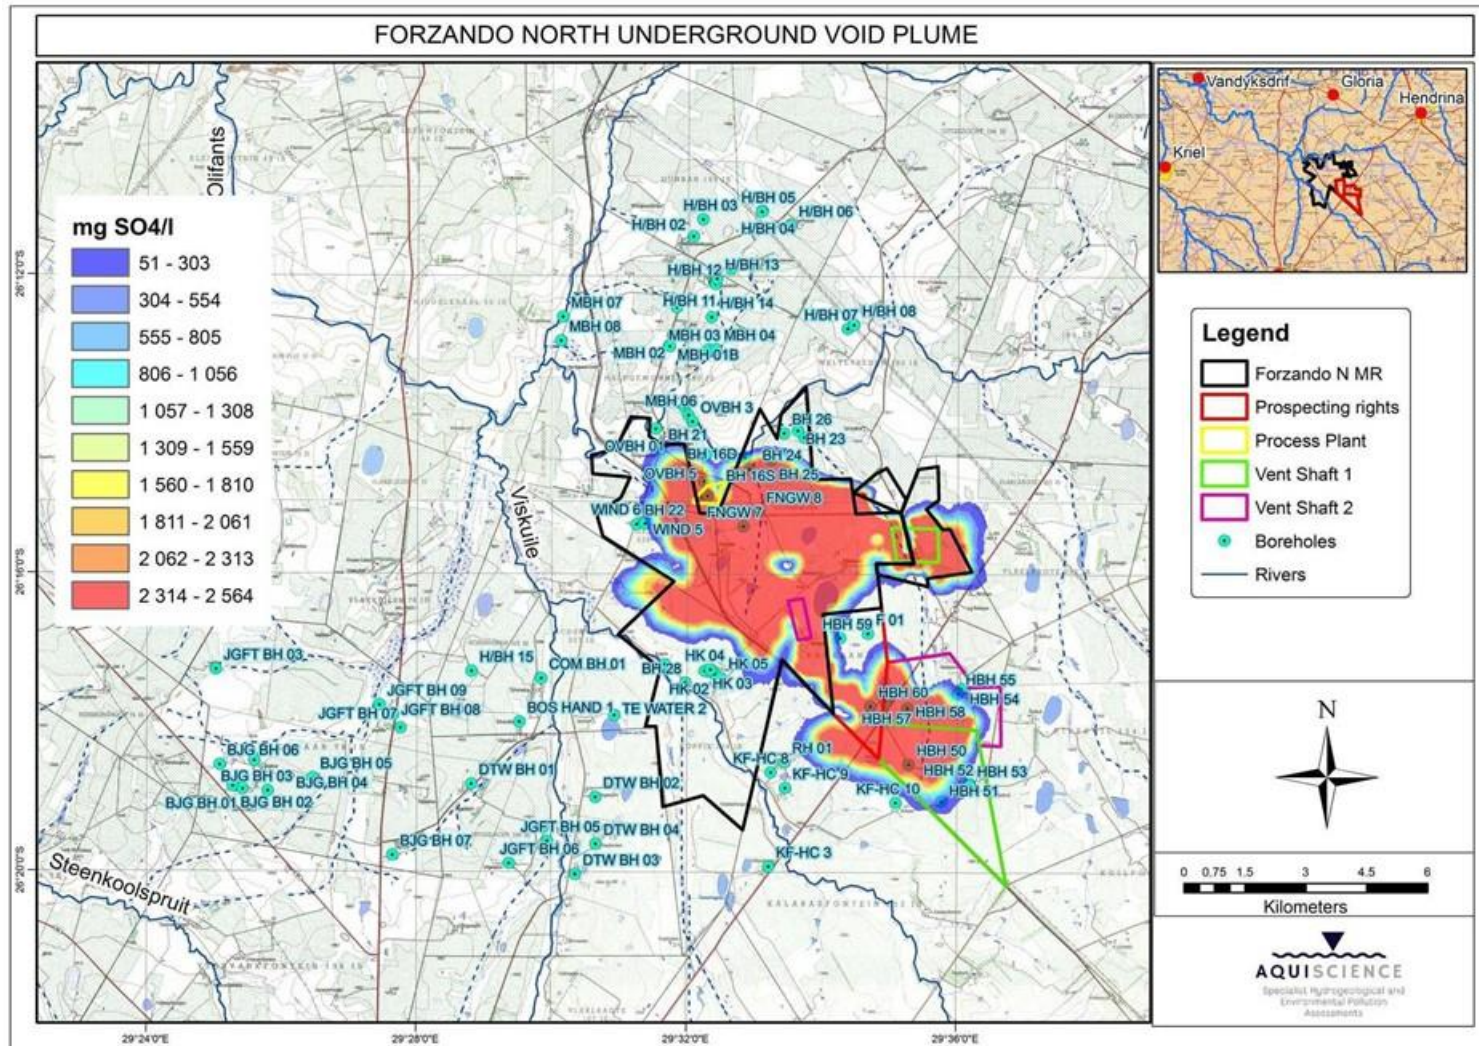 FORZANDO NORTH UNDERGROUND VOID PLUME
Vandyksdrif
Gloria
Hendrina
Kriel
Olifants
mg SO4/l
51 - 303
304 - 554
555 - 805
806 - 1 056
1 057 - 1 308
1 309 - 1 559
1 560 - 1 810
1 811 - 2 061
2 062 - 2 313
2 314 - 2 564
26°12'0"S
26°16'0"S
26°20'0"S
H/BH 03
H/BH 05
H/BH 02
H/BH 06
H/BH 04
H/BH 12
H/BH 13
MBH 07
H/BH 11
H/BH 14
H/BH 07
H/BH 08
MBH 08
MBH 03
MBH 04
MBH 02
MBH 01B
MBH 06
OVBH 3
BH 26
BH 21
BH 23
OVBH 01
BH 16D
BH 24
OVBH 5
BH 16S
BH 25
FNGW 8
WIND 6
BH 22
FNGW 7
WIND 5
Viskuile
HBH 59
F 01
JGFT BH 03
H/BH 15
COM BH 01
BH 28
HK 04
HK 05
HK 02
HK 03
HBH 55
HBH 54
JGFT BH 09
JGFT BH 07
JGFT BH 08
BOS HAND 1
TE WATER 2
HBH 60
HBH 57
HBH 58
BJG BH 06
BJG BH 05
RH 01
HBH 50
BJG BH 03
BJG BH 04
DTW BH 01
DTW BH 02
KF-HC 8
KF-HC 9
HBH 52
HBH 53
BJG BH 01
BJG BH 02
KF-HC 10
HBH 51
BJG BH 07
JGFT BH 05
DTW BH 04
JGFT BH 06
DTW BH 03
KF-HC 3
Steenkoolspruit
29°24'0"E
29°28'0"E
29°32'0"E
29°36'0"E
Legend
Forzando N MR
Prospecting rights
Process Plant
Vent Shaft 1
Vent Shaft 2
Boreholes
Rivers
N
0 0.75 1.5 3 4.5 6
Kilometers
AQUISCIENCE
Specialist Hydrogeological and
Environmental Pollution
Assessments